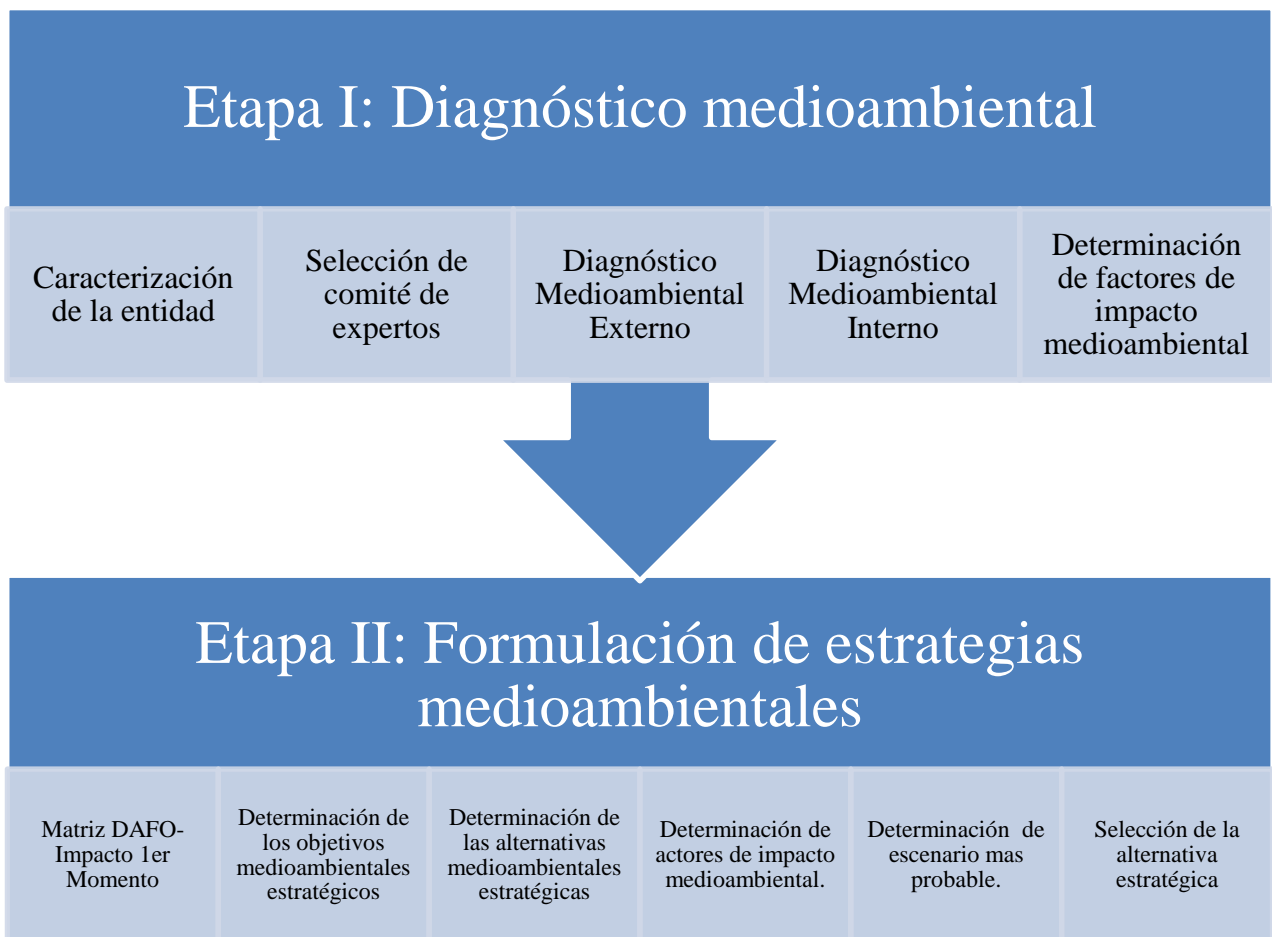 Etapa I: Diagnóstico medioambiental
Caracterización
de la entidad
Selección de
comité de
expertos
Diagnóstico
Medioambiental
Externo
Diagnóstico
Medioambiental
Interno
Determinación
de factores de
impacto
medioambiental
Etapa II: Formulación de estrategias
medioambientales
Matriz DAFO-
Impacto 1er
Momento
Determinación de
los objetivos
medioambientales
estratégicos
Determinación de
las alternativas
medioambientales
estratégicas
Determinación de
actores de impacto
medioambiental.
Determinación de
escenario mas
probable.
Selección de la
alternativa
estratégica